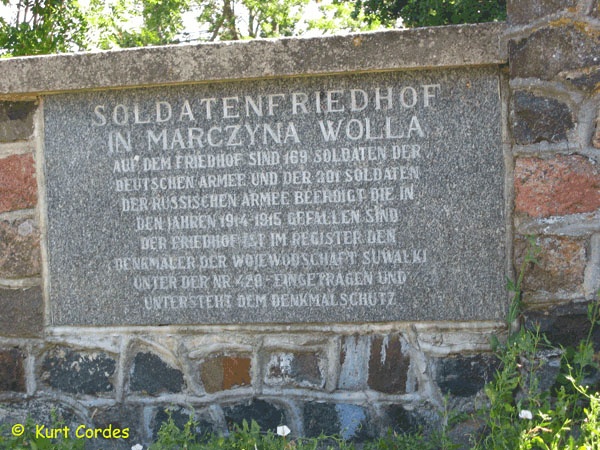 SOLDATENFRIEDHOF
IN MARCZYNA WOLLA
AUF DEM FRIEDHOF SIND 169 SOLDATEN DER
DEUTSCHEN ARMEE UND DER 201 SOLDATEN
DER RUSSISCHEN ARMEE BEERDIGT DIE IN
DEN JAHREN 1914-1915 GEFALLEN SIND
DER FRIEDHOF IST IM REGISTER DEN
DENKMALER DER WOIEWODSCHAFT SUWALKI
UNTER DER NR 420 - EINGETRAGEN UND
UNTERSTEHT DEM DENKMALSCHUTZ
© Kurt Cordes